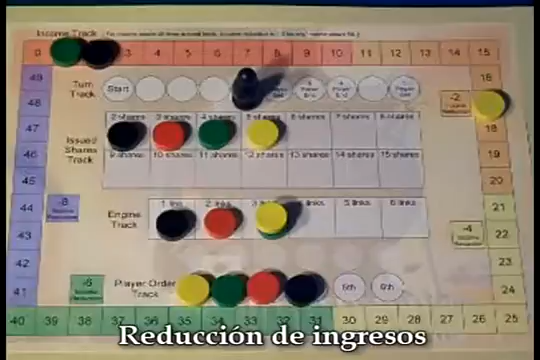 Income Track
0 3 4 5 6 7 8 9 10 11 12 13 14 15
49 Turn Track Start 16
48 -2
47 Issued Shares Track 2 shares 3 shares 4 shares 5 shares 6 shares 7 shares 8 shares 18
46 9 shares 10 shares 11 shares 12 shares 13 shares 14 shares 15 shares 19
45 20
44 -8 Engine Track 1 link 2 links 5 links 6 links 21
43 -4 22
42 23
41 -6 Player Order Track 5th 6th 24
40 39 38 37 36 35 34 33 32 31 30 29 28 27 26 25
Reducción de ingresos